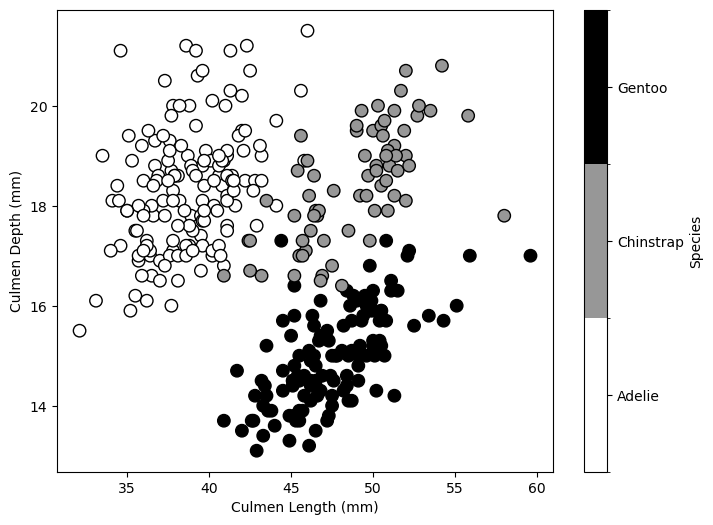 20
18
16
14
Culmen Depth (mm)
35 40 45 50 55 60
Culmen Length (mm)
Gentoo
Chinstrap
Adelie
Species